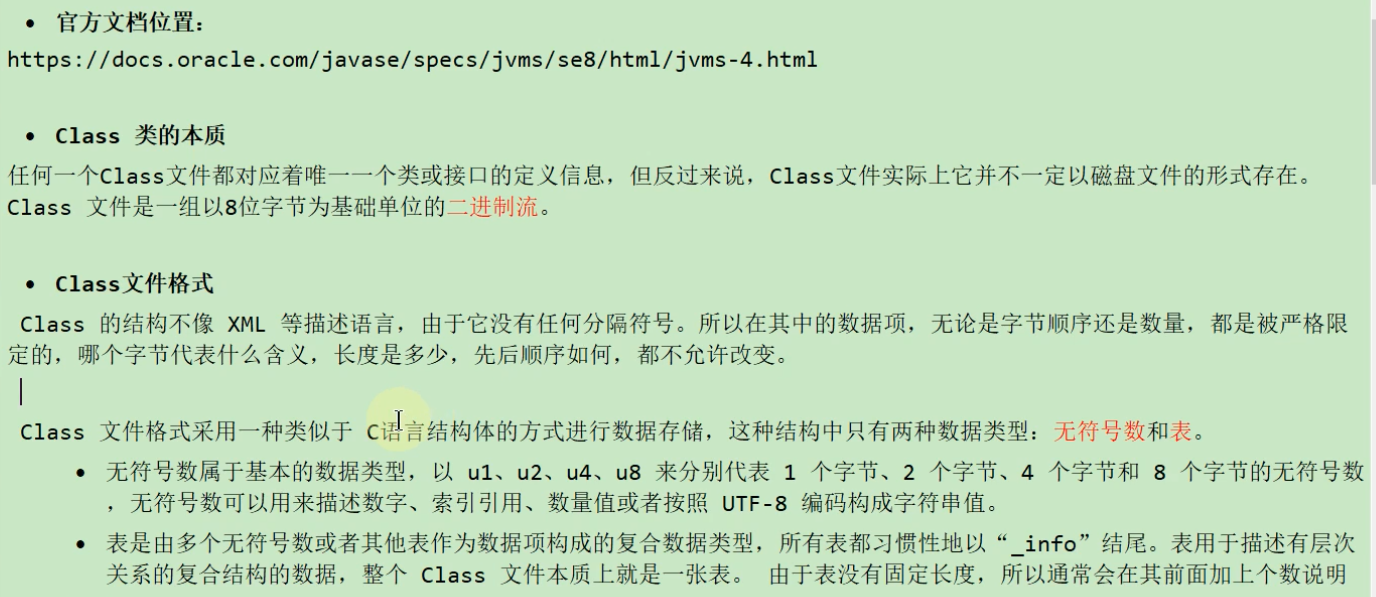 • 官方文档位置：
https://docs.oracle.com/javase/specs/jvms/se8/html/jvms-4.html
• Class 类的本质
任何一个Class文件都对应着唯一一个类或接口的定义信息，但反过来说，Class文件实际上它并不一定以磁盘文件的形式存在。
Class 文件是一组以8位字节为基础单位的二进制流。
• Class文件格式
Class 的结构不像 XML 等描述语言，由于它没有任何分隔符号。所以在其中的数据项，无论是字节顺序还是数量，都是被严格限
定的，哪个字节代表什么含义，长度是多少，先后顺序如何，都不允许改变。
Class 文件格式采用一种类似于 C语言结构体的方式进行数据存储，这种结构中只有两种数据类型：无符号数和表。
• 无符号数属于基本的数据类型，以 u1、u2、u4、u8 来分别代表 1 个字节、2 个字节、4 个字节和 8 个字节的无符号数
，无符号数可以用来描述数字、索引引用、数量值或者按照 UTF-8 编码构成字符串值。
• 表是由多个无符号数或者其他表作为数据项构成的复合数据类型，所有表都习惯性地以“_info”结尾。表用于描述有层次
关系的复合结构的数据，整个 Class 文件本质上就是一张表。 由于表没有固定长度，所以通常会在其前面加上个数说明